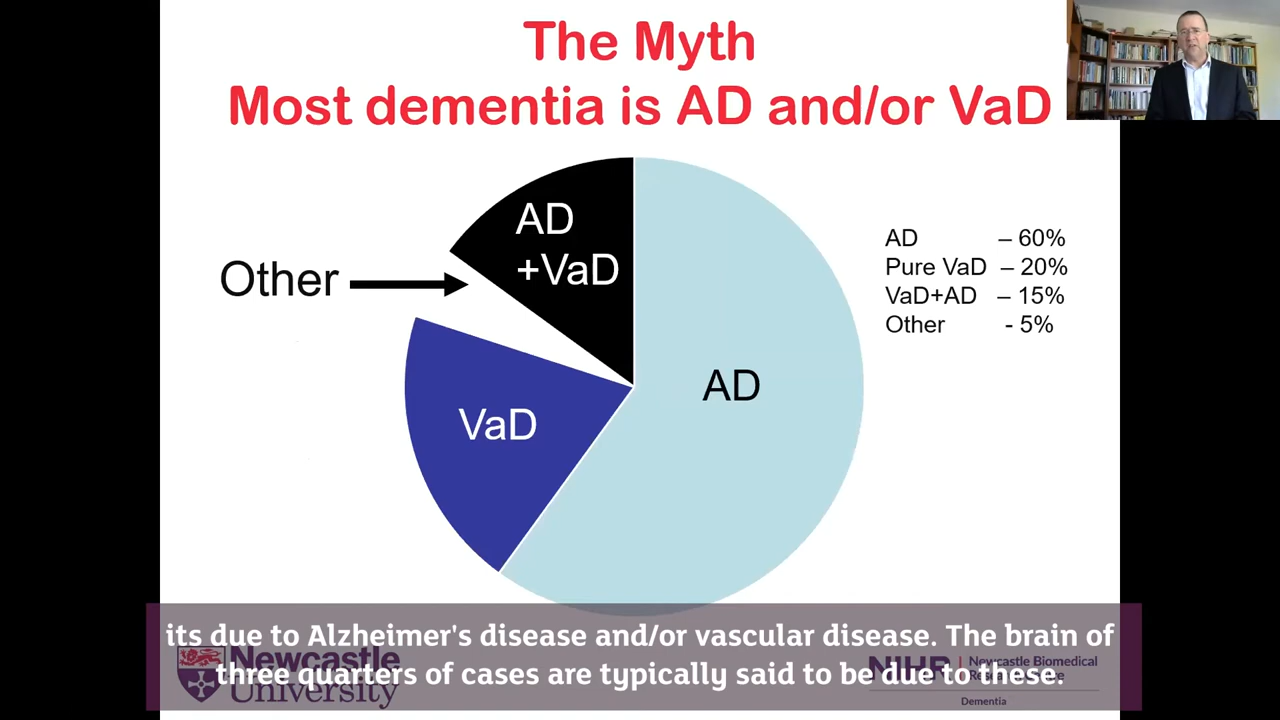 The Myth
Most dementia is AD and/or VaD
AD
+VaD
Other
VaD
AD
AD – 60%
Pure VaD – 20%
VaD+AD – 15%
Other - 5%
its due to Alzheimer's disease and/or vascular disease. The brain of
three quarters of cases are typically said to be due to these.
Newcastle
University
NIHR | Newcastle Biomedical
Research Centre
Dementia